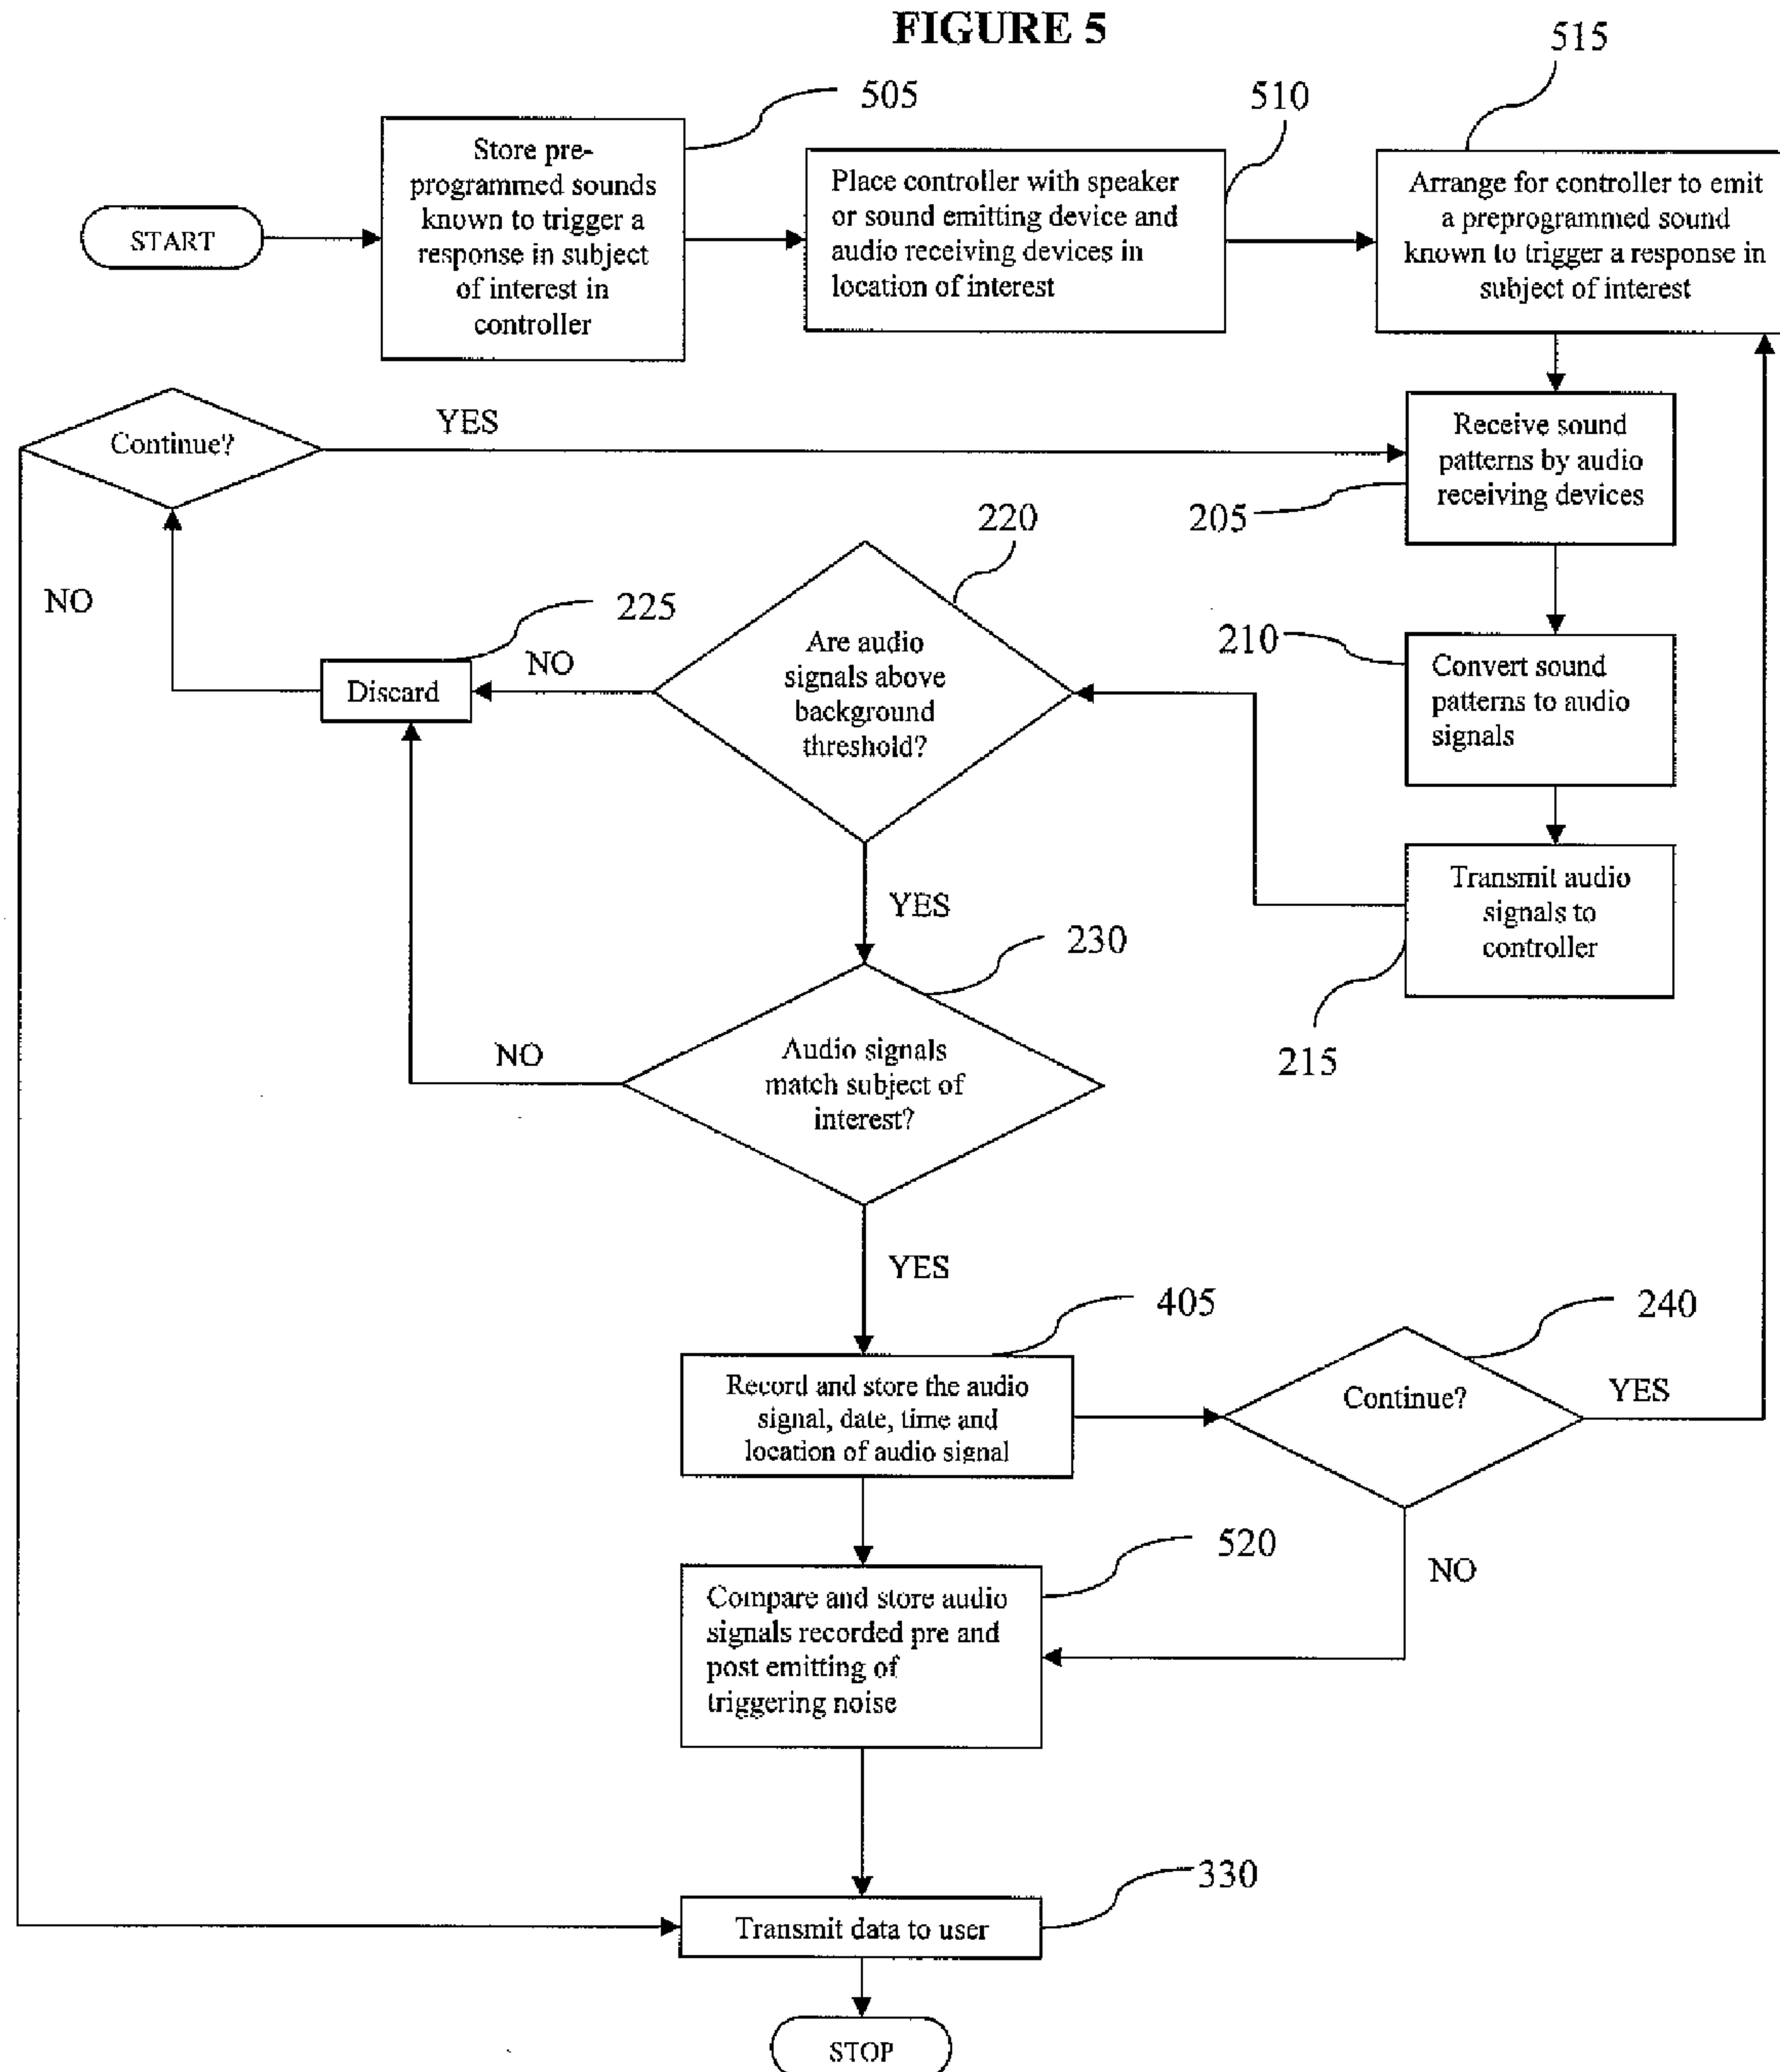 FIGURE 5
515
505
510
START
Store pre-
programmed sounds
known to trigger a
response in subject
of interest in
controller
Place controller with speaker
or sound emitting device and
audio receiving devices in
location of interest
Arrange for controller to emit
a preprogrammed sound
known to trigger a response in
subject of interest
Continue?
YES
NO
Receive sound
patterns by audio
receiving devices
205
220
225
NO
Discard
Are audio
signals above
background
threshold?
210
Convert sound
patterns to audio
signals
YES
Transmit audio
signals to
controller
215
230
NO
Audio signals
match subject of
interest?
YES
405
240
Record and store the audio
signal, date, time and
location of audio signal
Continue?
YES
NO
520
Compare and store audio
signals recorded pre and
post emitting of
triggering noise
330
Transmit data to user
STOP